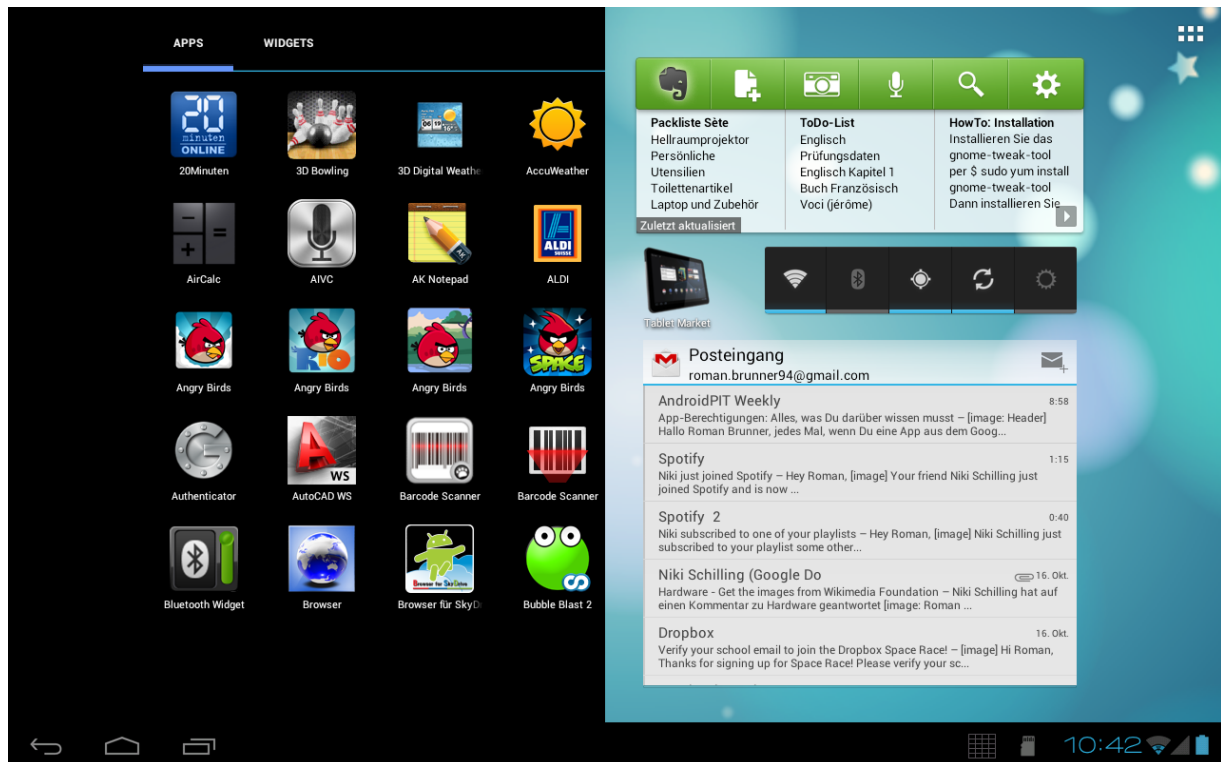 APPS WIDGETS
20 minuten ONLINE
20Minuten 3D Bowling 3D Digital Weathe AccuWeather
ALDI SUISSE
AirCalc AIVC AK Notepad ALDI
RIO SPACE
Angry Birds Angry Birds Angry Birds Angry Birds
WS
Authenticator AutoCAD WS Barcode Scanner Barcode Scanner
Browser for SkyDrive
Bluetooth Widget Browser Browser für SkyD Bubble Blast 2
Packliste Sète
Hellraumprojektor
Persönliche
Utensilien
Toilettenartikel
Laptop und Zubehör
ToDo-List
Englisch
Prüfungsdaten
Englisch Kapitel 1
Buch Französisch
Voci (jérôme)
HowTo: Installation
Installieren Sie das
gnome-tweak-tool
per $ sudo yum install
gnome-tweak-tool
Dann installieren Sie
Zuletzt aktualisiert
Tablet Market
Posteingang
roman.brunner94@gmail.com
AndroidPIT Weekly 8:58
App-Berechtigungen: Alles, was Du darüber wissen musst – [image: Header]
Hallo Roman Brunner, jedes Mal, wenn Du eine App aus dem Goog...
Spotify 1:15
Niki just joined Spotify – Hey Roman, [image] Your friend Niki Schilling just
joined Spotify and is now ...
Spotify 2 0:40
Niki subscribed to one of your playlists – Hey Roman, [image] Niki Schilling just
subscribed to your playlist some other...
Niki Schilling (Google Do 16. Okt.
Hardware - Get the images from Wikimedia Foundation – Niki Schilling hat auf
einen Kommentar zu Hardware geantwortet [image: Roman ...
Dropbox 16. Okt.
Verify your school email to join the Dropbox Space Race! – [image] Hi Roman,
Thanks for signing up for Space Race! Please verify your sc...
10:42